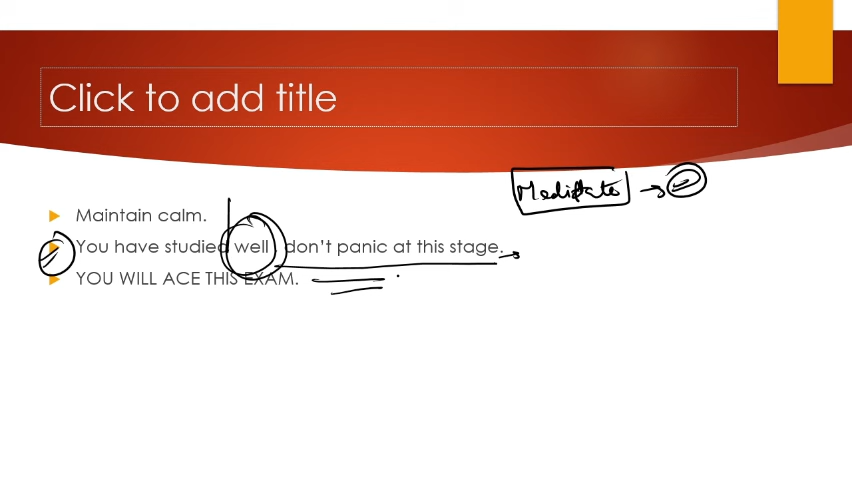 Click to add title
Meditate
Maintain calm.
You have studied well, don't panic at this stage.
YOU WILL ACE THIS EXAM.